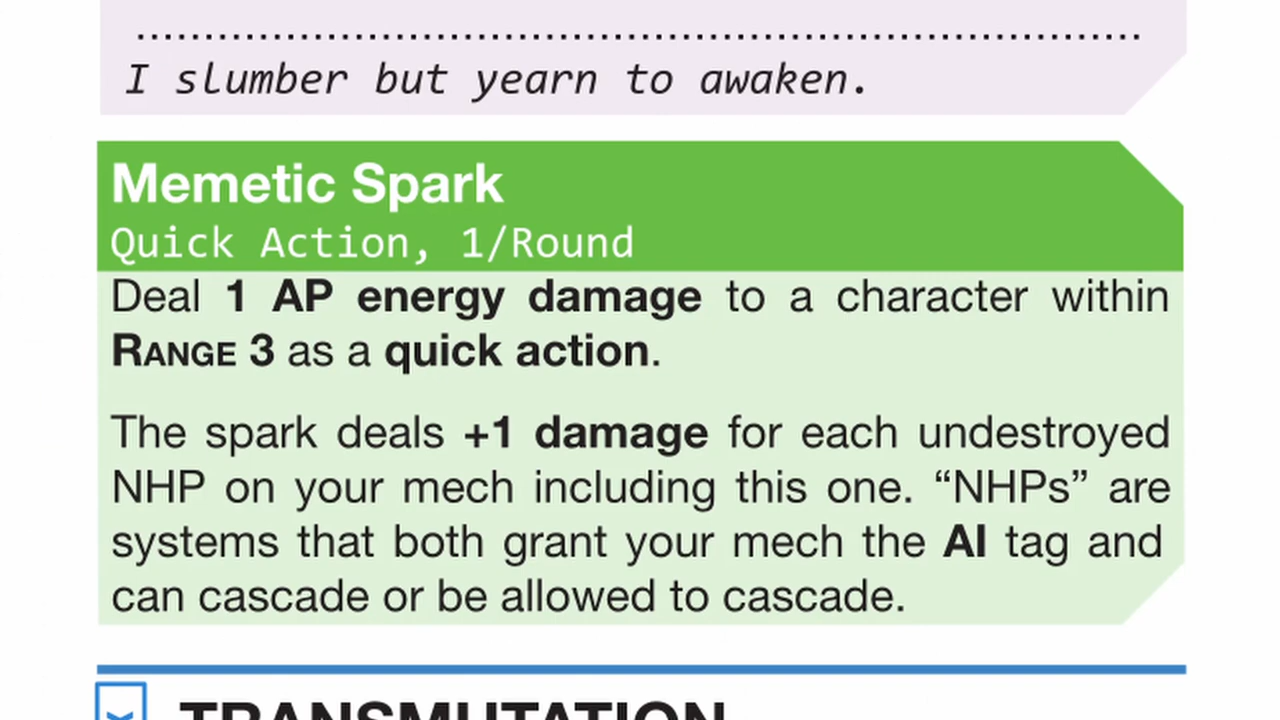 I slumber but yearn to awaken.
Memetic Spark
Quick Action, 1/Round
Deal 1 AP energy damage to a character within
RANGE 3 as a quick action.
The spark deals +1 damage for each undestroyed
NHP on your mech including this one. “NHPs” are
systems that both grant your mech the AI tag and
can cascade or be allowed to cascade.
TRANSMUTATION